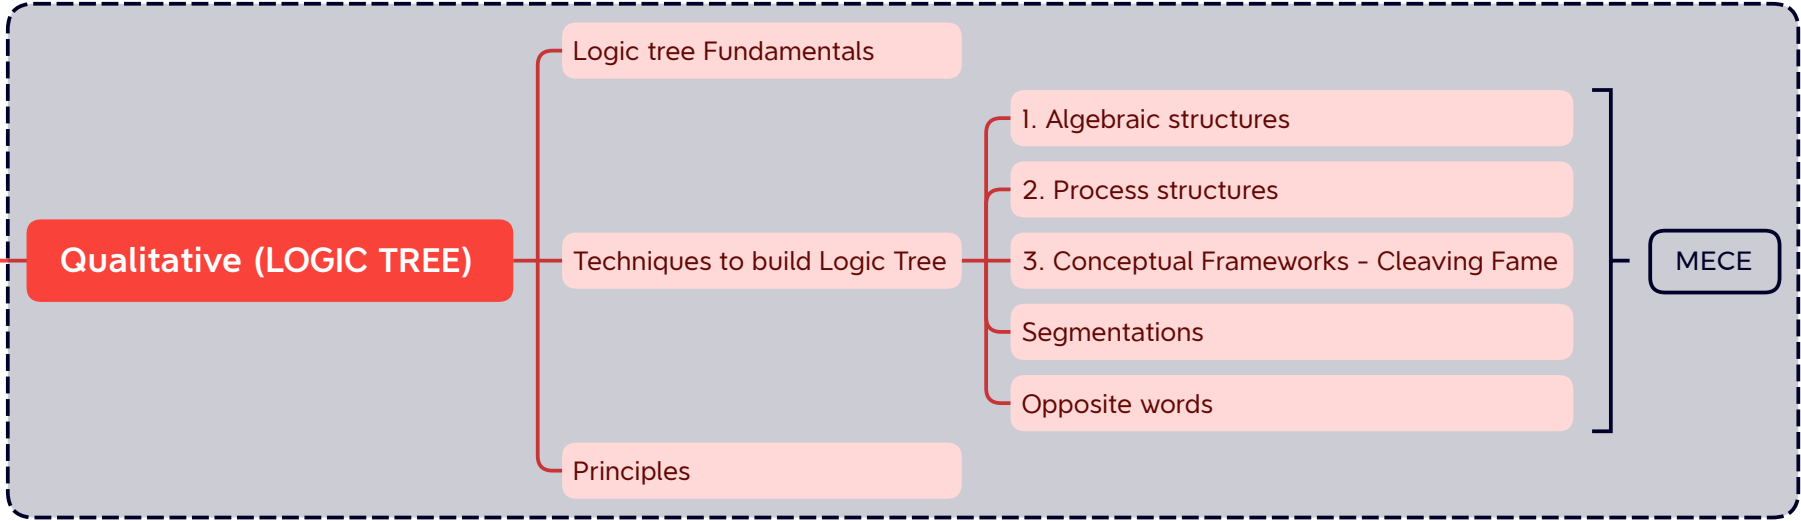 Qualitative (LOGIC TREE)
Logic tree Fundamentals
Techniques to build Logic Tree
1. Algebraic structures
2. Process structures
3. Conceptual Frameworks - Cleaving Fame
Segmentations
Opposite words
MECE
Principles